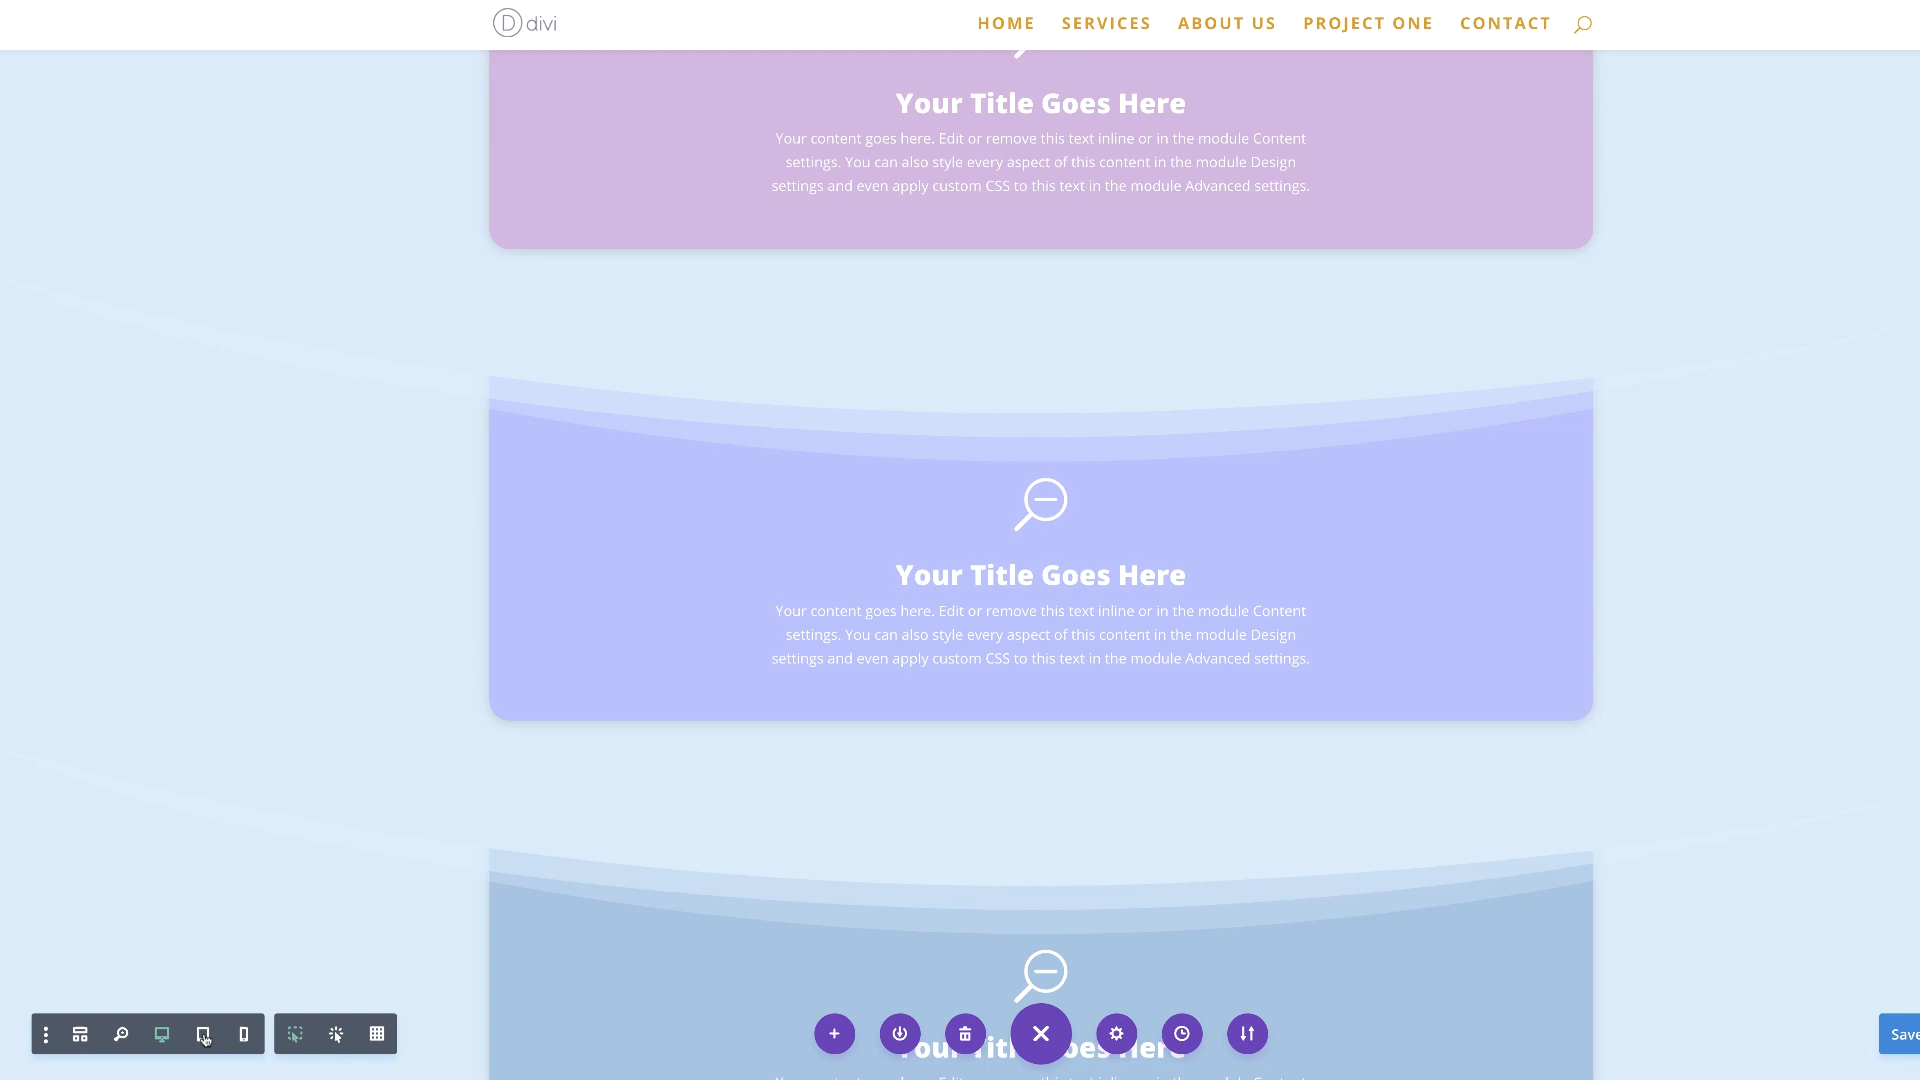 D divi
HOME SERVICES ABOUT US PROJECT ONE CONTACT
Your Title Goes Here
Your content goes here. Edit or remove this text inline or in the module Content
settings. You can also style every aspect of this content in the module Design
settings and even apply custom CSS to this text in the module Advanced settings.
Your Title Goes Here
Your content goes here. Edit or remove this text inline or in the module Content
settings. You can also style every aspect of this content in the module Design
settings and even apply custom CSS to this text in the module Advanced settings.
Your Title Goes Here
Save